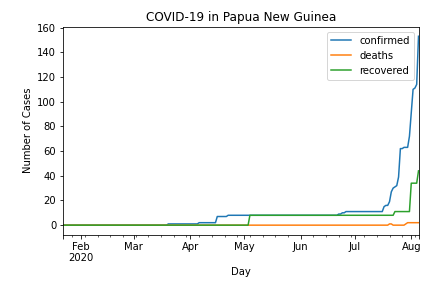 COVID-19 in Papua New Guinea
confirmed
deaths
recovered
160
140
120
100
80
60
40
20
0
Number of Cases
Feb Mar Apr May Jun Jul Aug
2020
Day